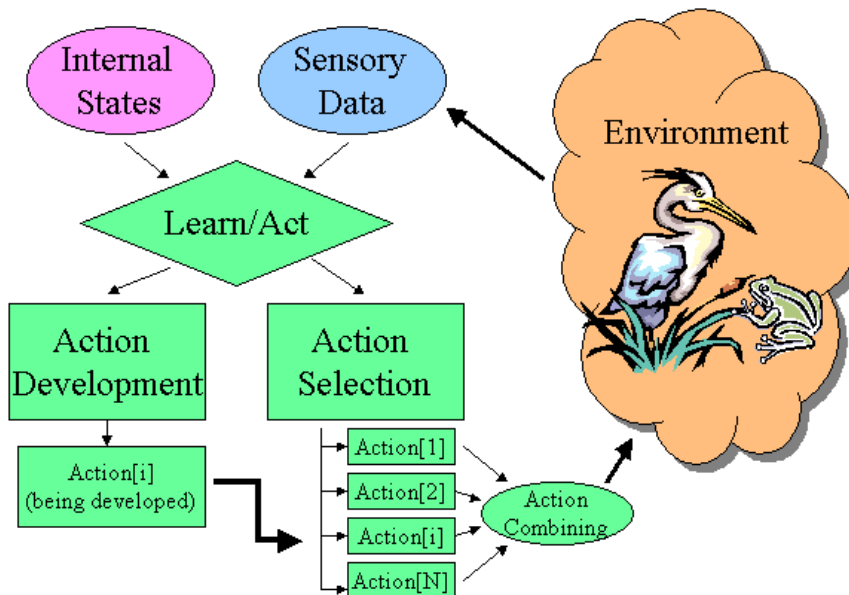 Internal
States
Sensory
Data
Environment
Learn/Act
Action
Development
Action
Selection
Action[i]
(being developed)
Action[1]
Action[2]
Action[i]
Action[N]
Action
Combining